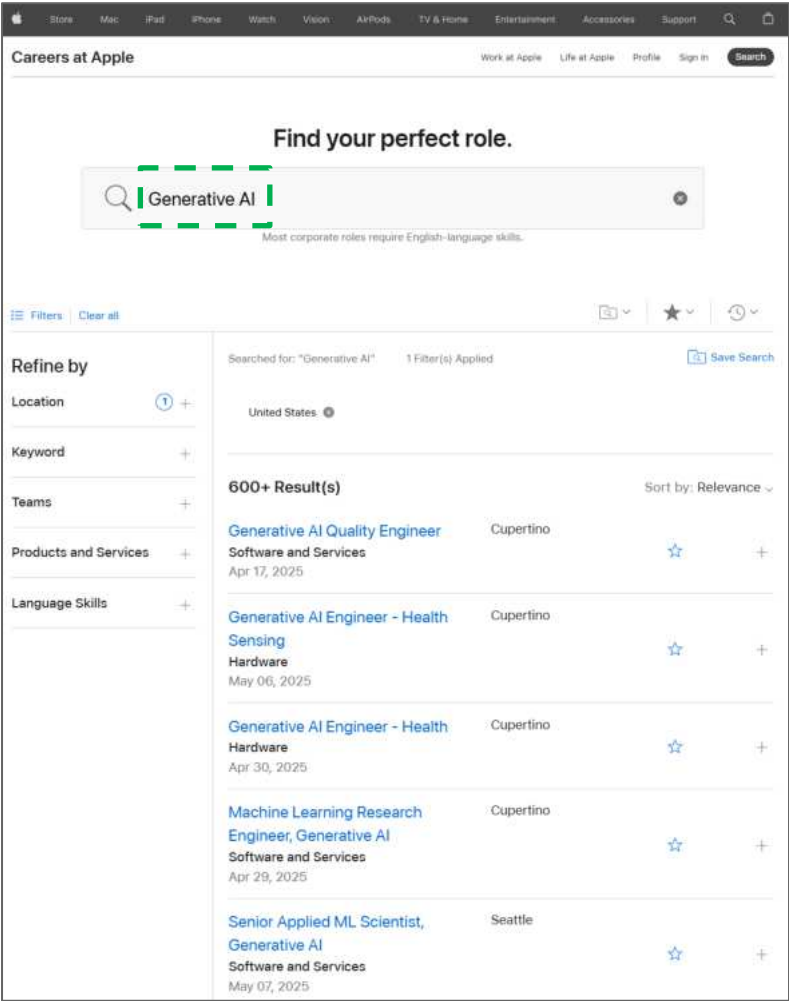 Store Mac iPad iPhone Watch Vision AirPods TV & Home Entertainment Accessories Support
Careers at Apple
Work at Apple Life at Apple Profile Sign In Search
Find your perfect role.
Generative AI
Most corporate roles require English-language skills.
Filters Clear all
Refine by
Location 1 +
Keyword +
Teams +
Products and Services +
Language Skills +
Searched for: "Generative AI" 1 Filter(s) Applied
Save Search
United States
600+ Result(s) Sort by: Relevance
Generative AI Quality Engineer Cupertino
Software and Services
Apr 17, 2025
Generative AI Engineer - Health Cupertino
Sensing
Hardware
May 06, 2025
Generative AI Engineer - Health Cupertino
Hardware
Apr 30, 2025
Machine Learning Research Cupertino
Engineer, Generative AI
Software and Services
Apr 29, 2025
Senior Applied ML Scientist, Seattle
Generative AI
Software and Services
May 07, 2025